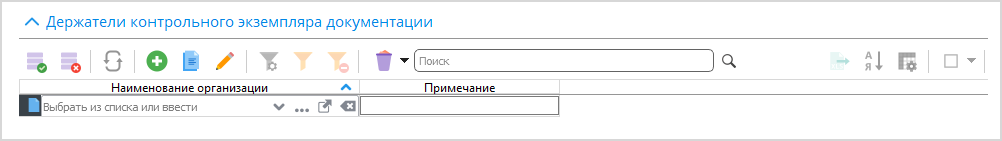 Держатели контрольного экземпляра документации
Поиск
А
Я
Наименование организации Примечание
Выбрать из списка или ввести ...